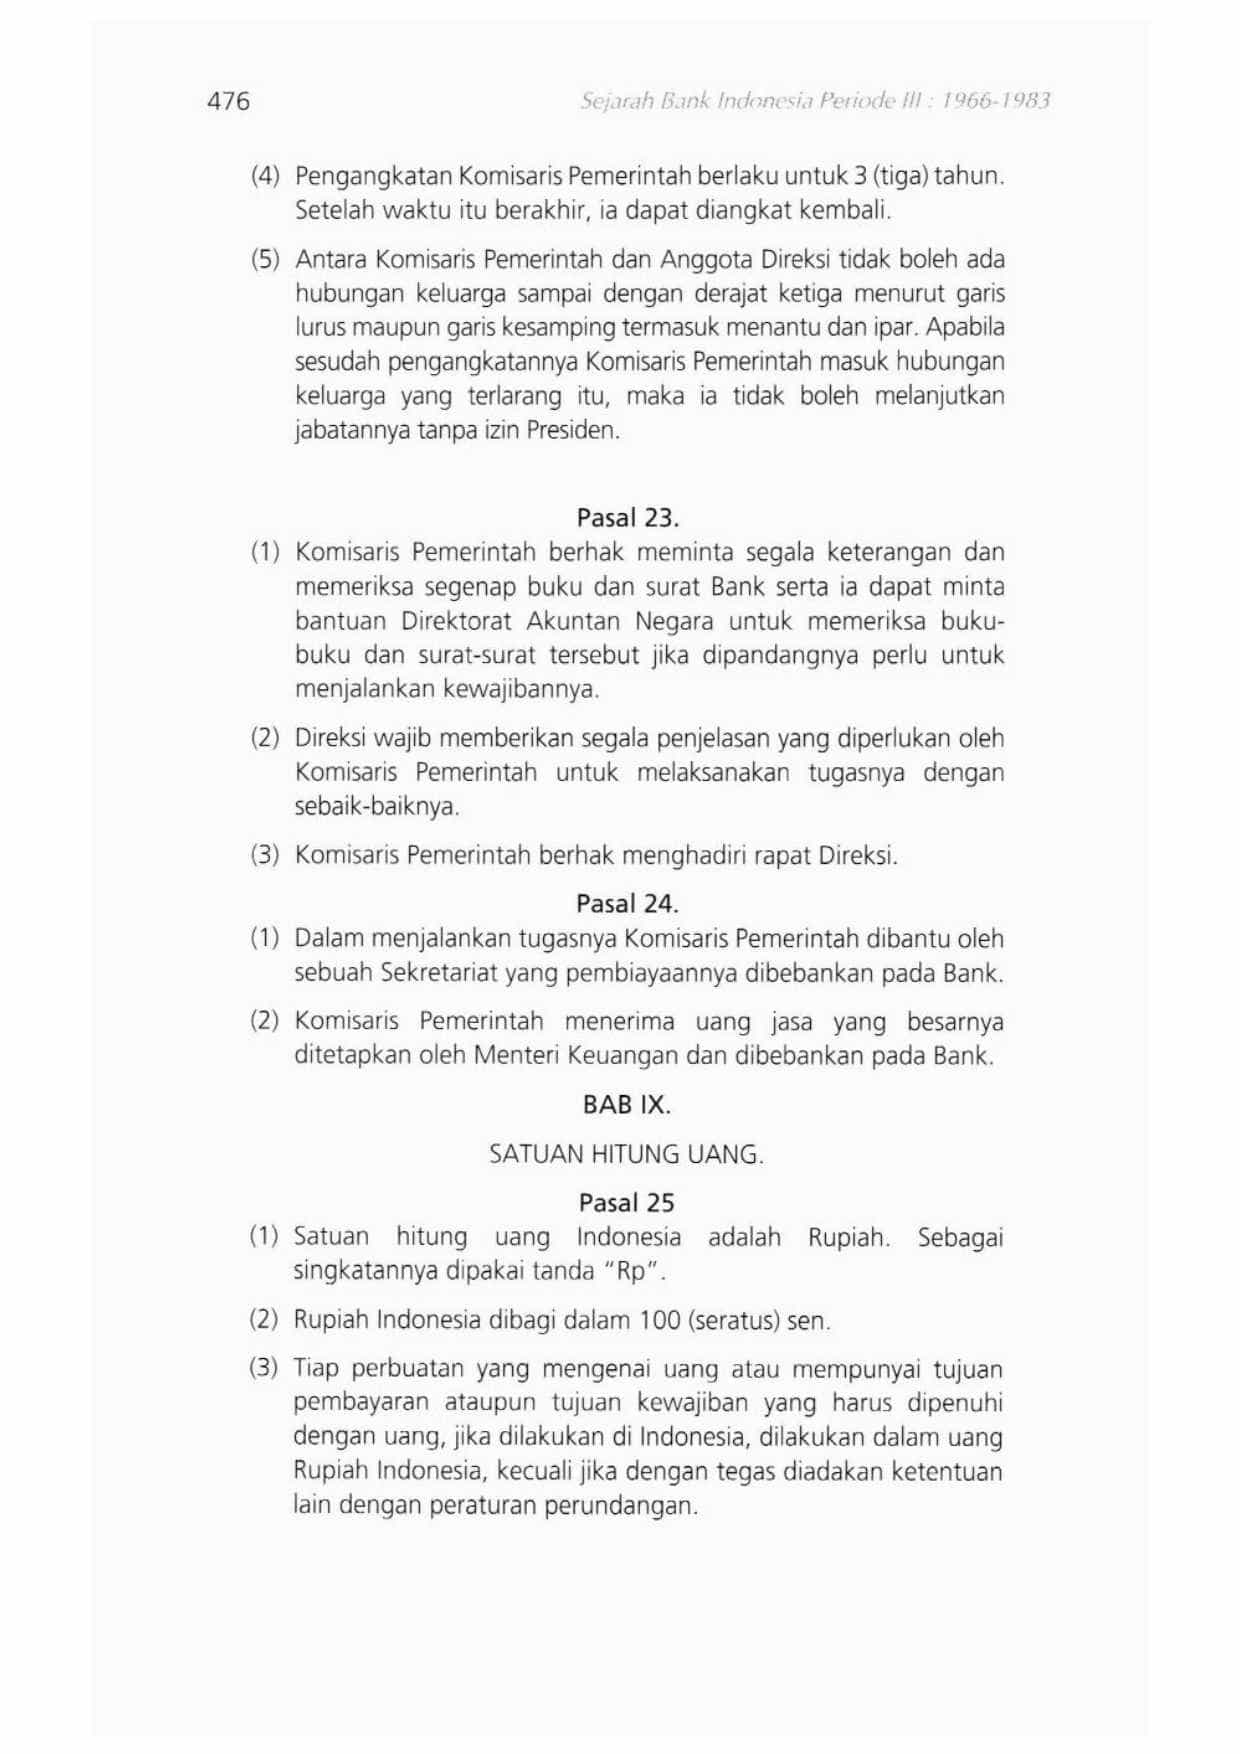 476
Sejarah Bank Indonesia Periode III : 1966-1983
(4) Pengangkatan Komisaris Pemerintah berlaku untuk 3 (tiga) tahun.
Setelah waktu itu berakhir, ia dapat diangkat kembali.
(5) Antara Komisaris Pemerintah dan Anggota Direksi tidak boleh ada
hubungan keluarga sampai dengan derajat ketiga menurut garis
lurus maupun garis kesamping termasuk menantu dan ipar. Apabila
sesudah pengangkatannya Komisaris Pemerintah masuk hubungan
keluarga yang terlarang itu, maka ia tidak boleh melanjutkan
jabatannya tanpa izin Presiden.
Pasal 23.
(1) Komisaris Pemerintah berhak meminta segala keterangan dan
memeriksa segenap buku dan surat Bank serta ia dapat minta
bantuan Direktorat Akuntan Negara untuk memeriksa buku-
buku dan surat-surat tersebut jika dipandangnya perlu untuk
menjalankan kewajibannya.
(2) Direksi wajib memberikan segala penjelasan yang diperlukan oleh
Komisaris Pemerintah untuk melaksanakan tugasnya dengan
sebaik-baiknya.
(3) Komisaris Pemerintah berhak menghadiri rapat Direksi.
Pasal 24.
(1) Dalam menjalankan tugasnya Komisaris Pemerintah dibantu oleh
sebuah Sekretariat yang pembiayaannya dibebankan pada Bank.
(2) Komisaris Pemerintah menerima uang jasa yang besarnya
ditetapkan oleh Menteri Keuangan dan dibebankan pada Bank.
BAB IX.
SATUAN HITUNG UANG.
Pasal 25
(1) Satuan hitung uang Indonesia adalah Rupiah. Sebagai
singkatannya dipakai tanda "Rp".
(2) Rupiah Indonesia dibagi dalam 100 (seratus) sen.
(3) Tiap perbuatan yang mengenai uang atau mempunyai tujuan
pembayaran ataupun tujuan kewajiban yang harus dipenuhi
dengan uang, jika dilakukan di Indonesia, dilakukan dalam uang
Rupiah Indonesia, kecuali jika dengan tegas diadakan ketentuan
lain dengan peraturan perundangan.